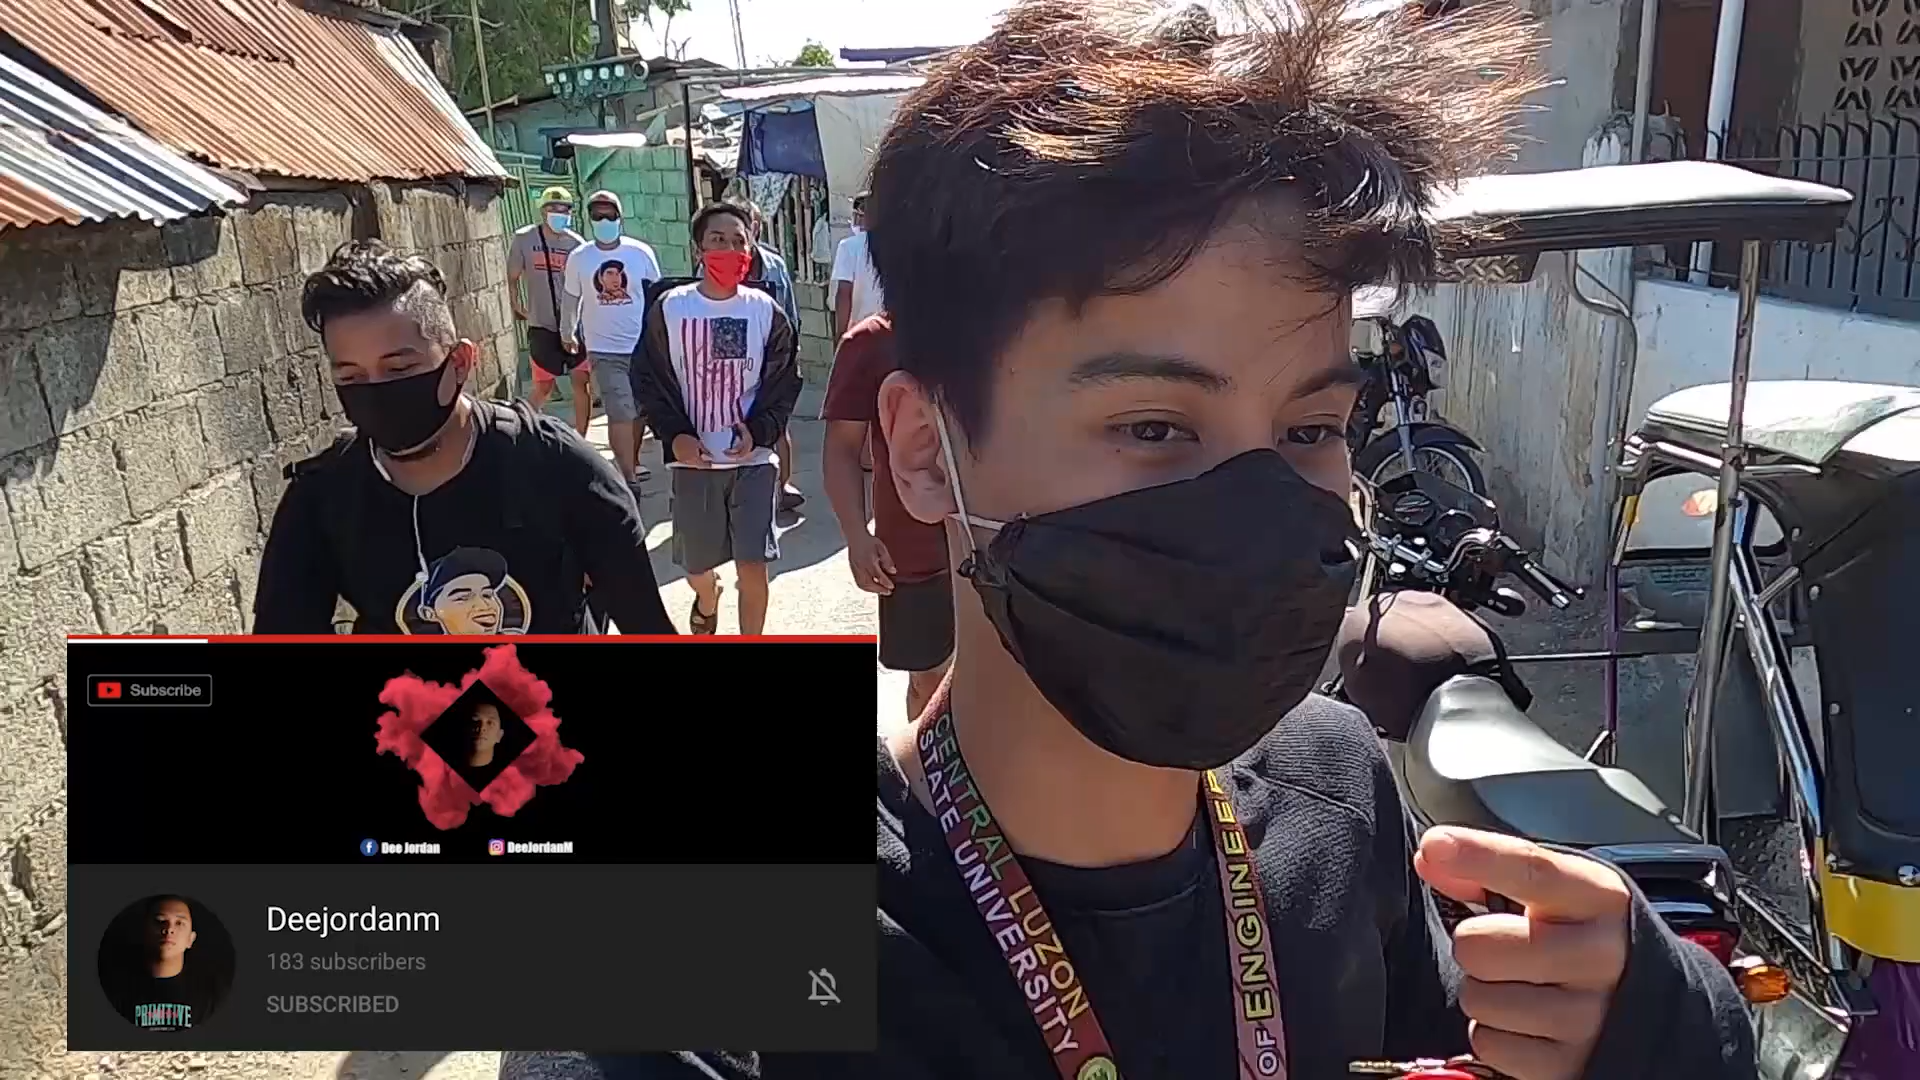 Subscribe
Dee Jordan
DeeJordanM
Deejordanm
183 subscribers
SUBSCRIBED
PRIMITIVE
CENTRAL LUZON
STATE UNIVERSITY
OF ENGINEER